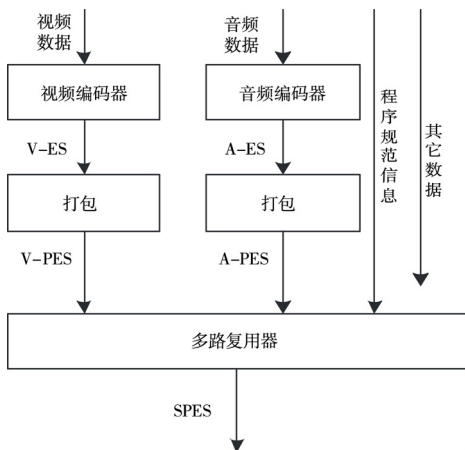 视频
数据
音频
数据
视频编码器
音频编码器
程序规范信息
其它数据
V-ES
A-ES
打包
打包
V-PES
A-PES
多路复用器
SPES